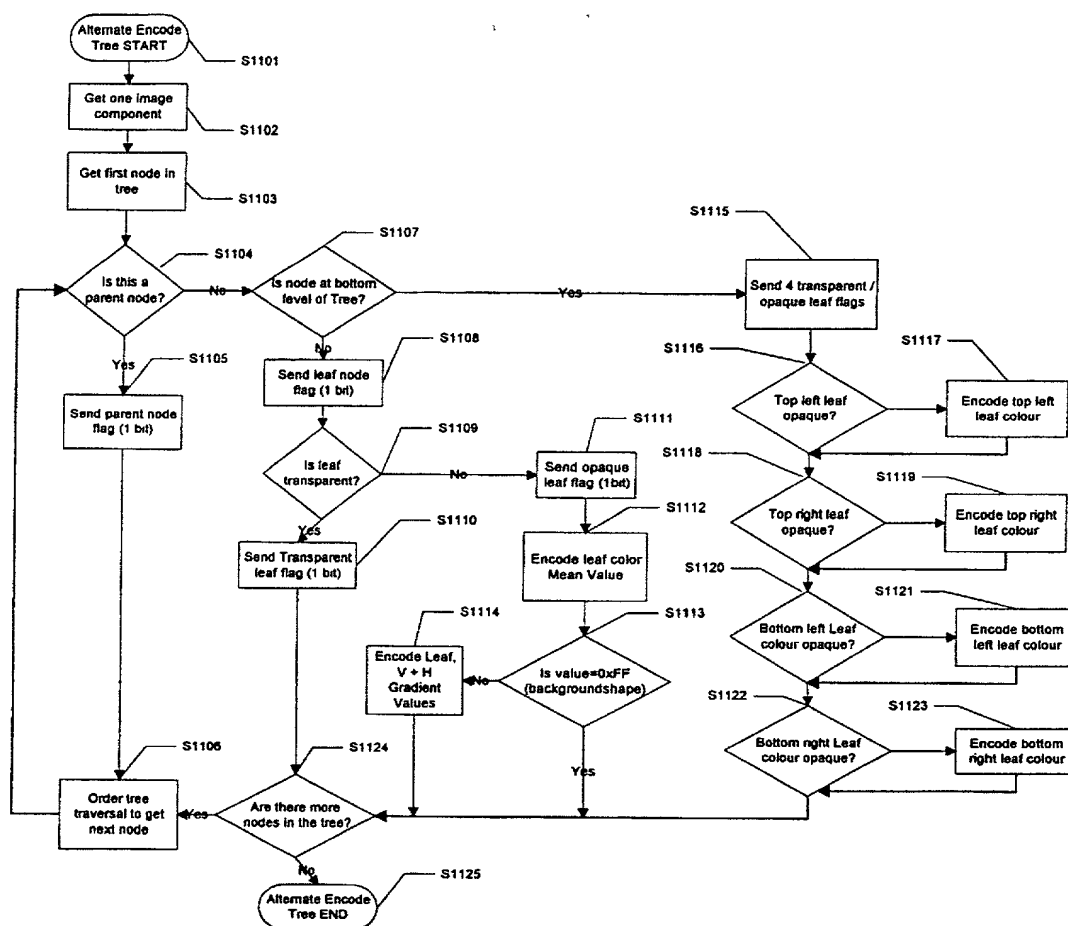 Alternate Encode
Tree START
S1101
Get one image
component
S1102
Get first node in
tree
S1103
S1104
Is this a
parent node?
No
Yes
S1105
Send parent node
flag (1 bit)
S1106
Order tree
traversal to get
next node
S1107
Is node at bottom
level of Tree?
Yes
No
S1108
Send leaf node
flag (1 bit)
S1109
Is leaf
transparent?
No
Yes
S1110
Send Transparent
leaf flag (1 bit)
S1111
Send opaque
leaf flag (1bit)
S1112
Encode leaf color
Mean Value
S1113
Is value=0xFF
(backgroundshape)
No
Yes
S1114
Encode Leaf,
V + H
Gradient
Values
S1115
Send 4 transparent /
opaque leaf flags
S1116
Top left leaf
opaque?
S1117
Encode top left
leaf colour
S1118
Top right leaf
opaque?
S1119
Encode top right
leaf colour
S1120
Bottom left Leaf
colour opaque?
S1121
Encode bottom
left leaf colour
S1122
Bottom right Leaf
colour opaque?
S1123
Encode bottom
right leaf colour
S1124
Are there more
nodes in the tree?
Yes
No
S1125
Alternate Encode
Tree END